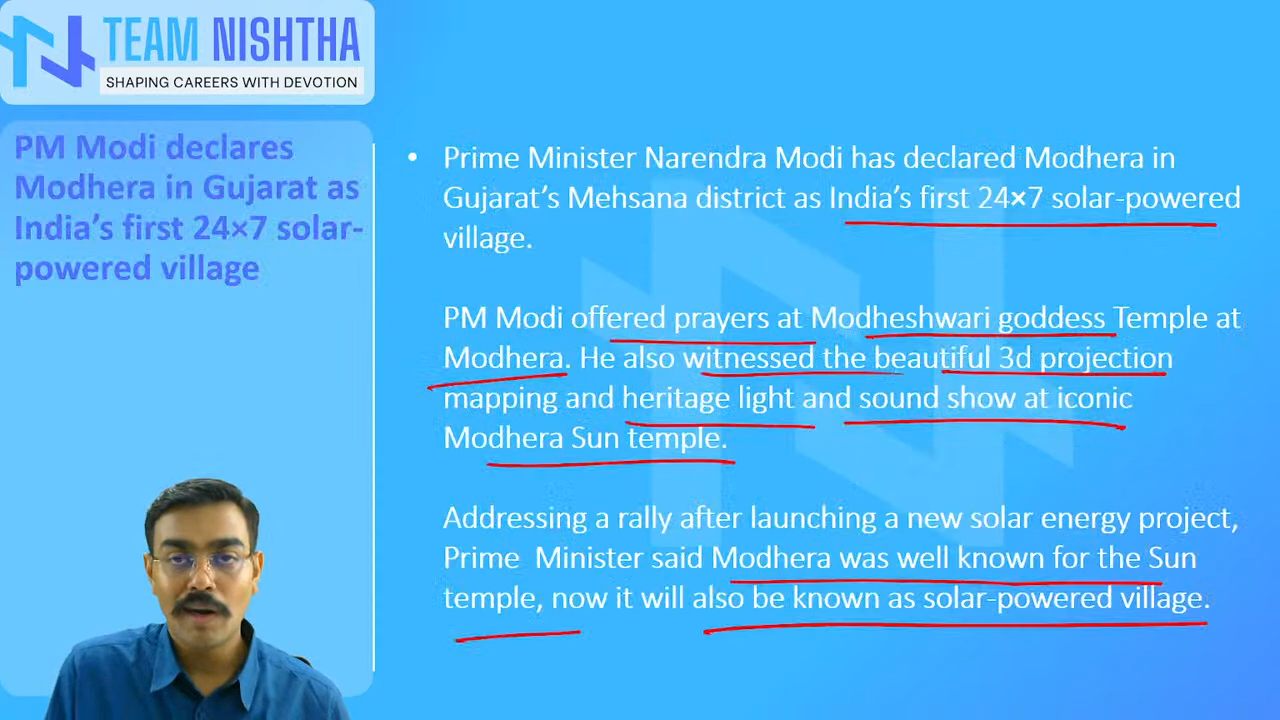 TEAM NISHTHA
SHAPING CAREERS WITH DEVOTION
PM Modi declares
Modhera in Gujarat as
India’s first 24×7 solar-
powered village
• Prime Minister Narendra Modi has declared Modhera in
Gujarat’s Mehsana district as India’s first 24×7 solar-powered
village.
PM Modi offered prayers at Modheshwari goddess Temple at
Modhera. He also witnessed the beautiful 3d projection
mapping and heritage light and sound show at iconic
Modhera Sun temple.
Addressing a rally after launching a new solar energy project,
Prime Minister said Modhera was well known for the Sun
temple, now it will also be known as solar-powered village.